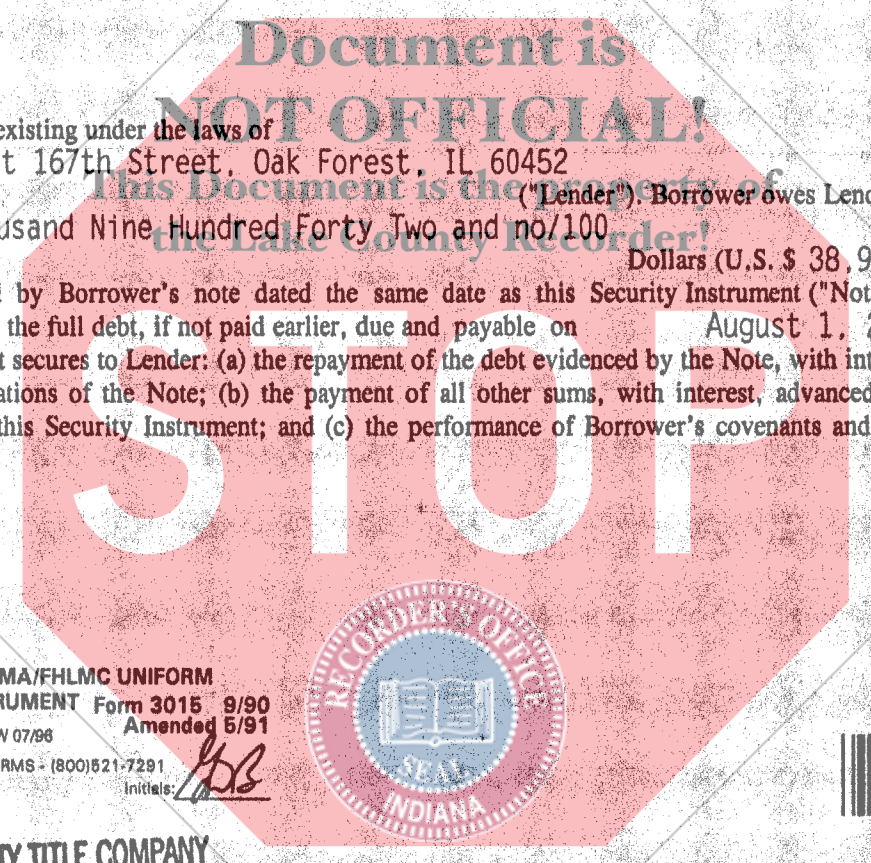 Document is
NOT OFFICIAL!
existing under the laws of
t 167th Street, Oak Forest, IL 60452
This Document is the property of
("Lender"). Borrower owes Lend
usand Nine Hundred Forty Two and no/100
the Lake County Recorder!
Dollars (U.S. $ 38,9
by Borrower's note dated the same date as this Security Instrument ("Not
the full debt, if not paid earlier, due and payable on August 1, 2
t secures to Lender: (a) the repayment of the debt evidenced by the Note, with int
ations of the Note; (b) the payment of all other sums, with interest, advanced
this Security Instrument; and (c) the performance of Borrower's covenants and
STOP
RECORDER'S OFFICE
SEAL
INDIANA
MA/FHLMC UNIFORM
RUMENT Form 3015 9/90
Amended 5/91
W 07/96
RMS - (800)521-7291
Initials:
TY TITLE COMPANY